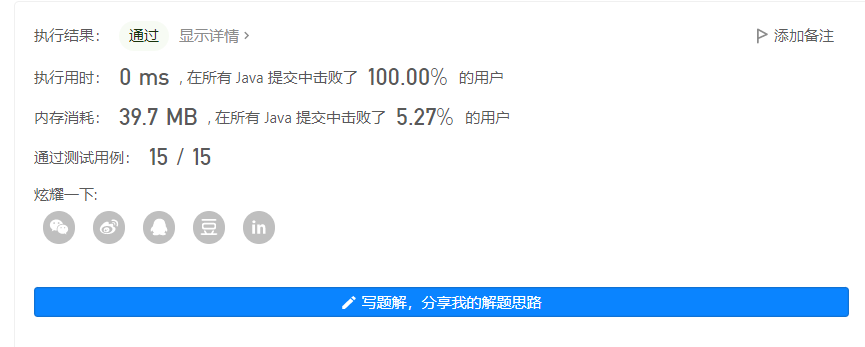 执行结果： 通过 显示详情 › 添加备注
执行用时： 0 ms , 在所有 Java 提交中击败了 100.00% 的用户
内存消耗： 39.7 MB , 在所有 Java 提交中击败了 5.27% 的用户
通过测试用例： 15 / 15
炫耀一下:
豆 in
写题解，分享我的解题思路